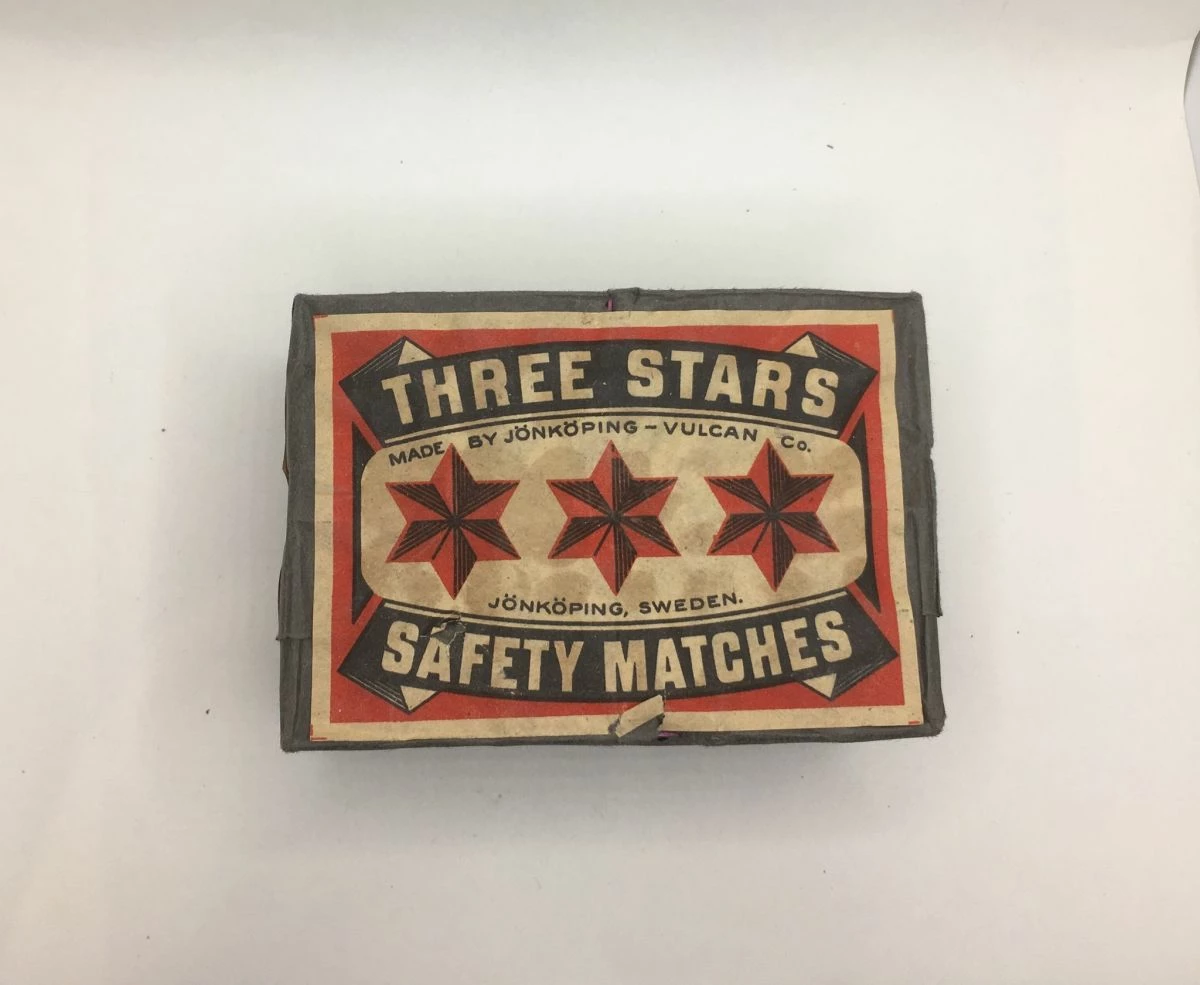 THREE STARS
MADE BY JÖNKÖPING – VULCAN Co.
JÖNKÖPING, SWEDEN.
SAFETY MATCHES